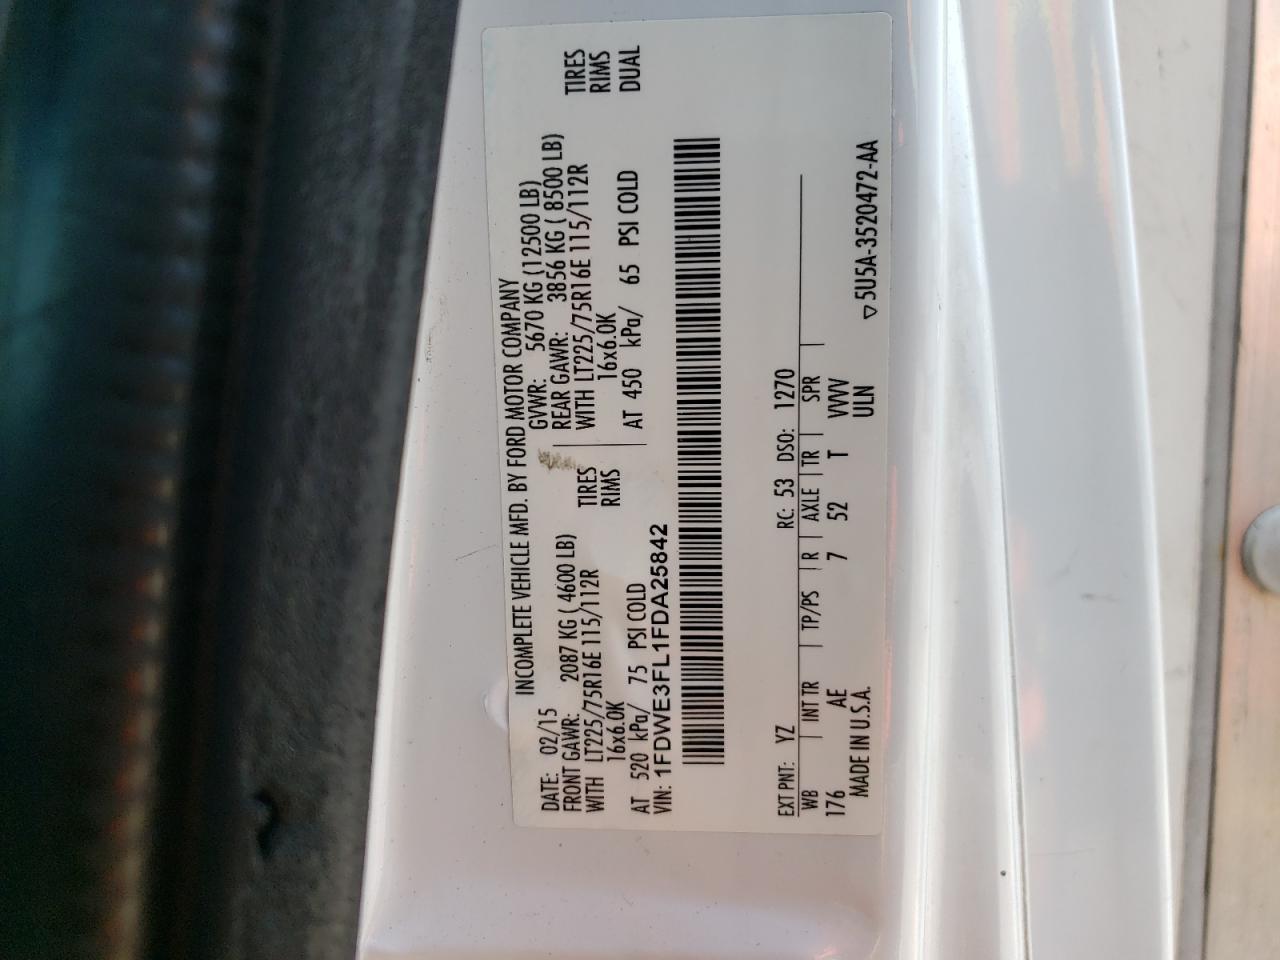 INCOMPLETE VEHICLE MFD. BY FORD MOTOR COMPANY
DATE: 02/15 GVWR: 5670 KG (12500 LB)
FRONT GAWR: 2087 KG ( 4600 LB) REAR GAWR: 3856 KG ( 8500 LB)
WITH LT225/75R16E 115/112R TIRES WITH LT225/75R16E 115/112R TIRES
16x6.0K RIMS 16x6.0K RIMS
AT 520 kPa/ 75 PSI COLD AT 450 kPa/ 65 PSI COLD DUAL
VIN: 1FDWE3FL1FDA25842
EXT PNT: YZ RC: 53 DSO: 1270
WB INT TR TP/PS R AXLE TR SPR
176 AE 7 52 T VVV
MADE IN U.S.A. ULN
▽5U5A-3520472-AA